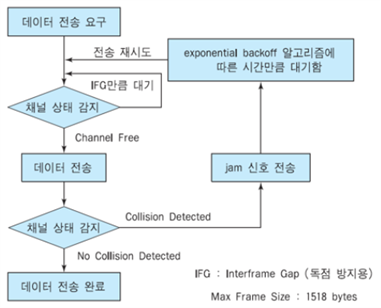 데이터 전송 요구
전송 재시도
exponential backoff 알고리즘에
따른 시간만큼 대기함
IFG만큼 대기
채널 상태 감지
Channel Free
데이터 전송
jam 신호 전송
채널 상태 감지
Collision Detected
No Collision Detected
데이터 전송 완료
IFG : Interframe Gap (독점 방지용)
Max Frame Size : 1518 bytes